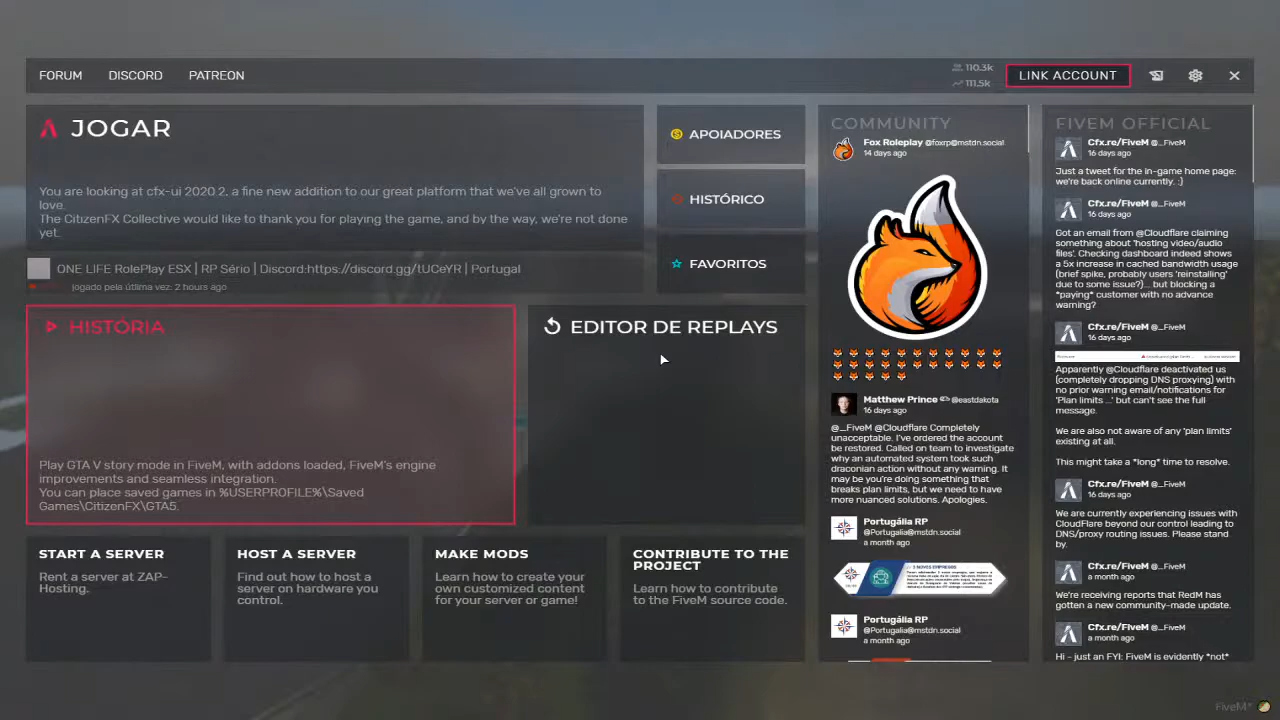 FORUM DISCORD PATREON
110.3k
111,5k
LINK ACCOUNT
JOGAR
You are looking at cfx-ui 2020.2, a fine new addition to our great platform that we've all grown to
love.
The CitizenFX Collective would like to thank you for playing the game, and by the way, we're not done
yet.
ONE LIFE RolePlay ESX | RP Sério | Discord:https://discord.gg/tUCeYR | Portugal
jogado pela útlima vez: 2 hours ago
APOIADORES
HISTÓRICO
FAVORITOS
HISTÓRIA
Play GTA V story mode in FiveM, with addons loaded, FiveM's engine
improvements and seamless integration.
You can place saved games in %USERPROFILE%\Saved
Games\CitizenFX\GTA5.
EDITOR DE REPLAYS
START A SERVER
Rent a server at ZAP-
Hosting.
HOST A SERVER
Find out how to host a
server on hardware you
control.
MAKE MODS
Learn how to create your
own customized content
for your server or game!
CONTRIBUTE TO THE
PROJECT
Learn how to contribute
to the FiveM source code.
COMMUNITY
Fox Roleplay @foxrp@mstdn.social
14 days ago
Matthew Prince @eastdakota
16 days ago
@_FiveM @Cloudflare Completely
unacceptable. I've ordered the account
be restored. Called on team to investigate
why an automated system took such
draconian action without any warning. It
may be you're doing something that
breaks plan limits, but we need to have
more nuanced solutions. Apologies.
Portugália RP
@Portugalia@mstdn.social
a month ago
Portugália RP
@Portugalia@mstdn.social
a month ago
FIVEM OFFICIAL
Cfx.re/FiveM @_FiveM
16 days ago
Just a tweet for the in-game home page:
we're back online currently. :)
Cfx.re/FiveM @_FiveM
16 days ago
Got an email from @Cloudflare claiming
something about 'hosting video/audio
files'. Checking dashboard indeed shows
a 5x increase in cached bandwidth usage
(brief spike, probably users 'reinstalling'
due to some issue?)... but blocking a
*paying* customer with no advance
warning?
Cfx.re/FiveM @_FiveM
16 days ago
Apparently @Cloudflare deactivated us
(completely dropping DNS proxying) with
no prior warning email/notifications for
'Plan limits ...' but can't see the full
message.
We are also not aware of any 'plan limits'
existing at all.
This might take a *long* time to resolve.
Cfx.re/FiveM @_FiveM
16 days ago
We are currently experiencing issues with
CloudFlare beyond our control leading to
DNS/proxy routing issues. Please stand
by.
Cfx.re/FiveM @_FiveM
a month ago
We're receiving reports that RedM has
gotten a new community-made update.
Cfx.re/FiveM @_FiveM
a month ago
Hi - just an FYI: FiveM is evidently *not*
FiveM*